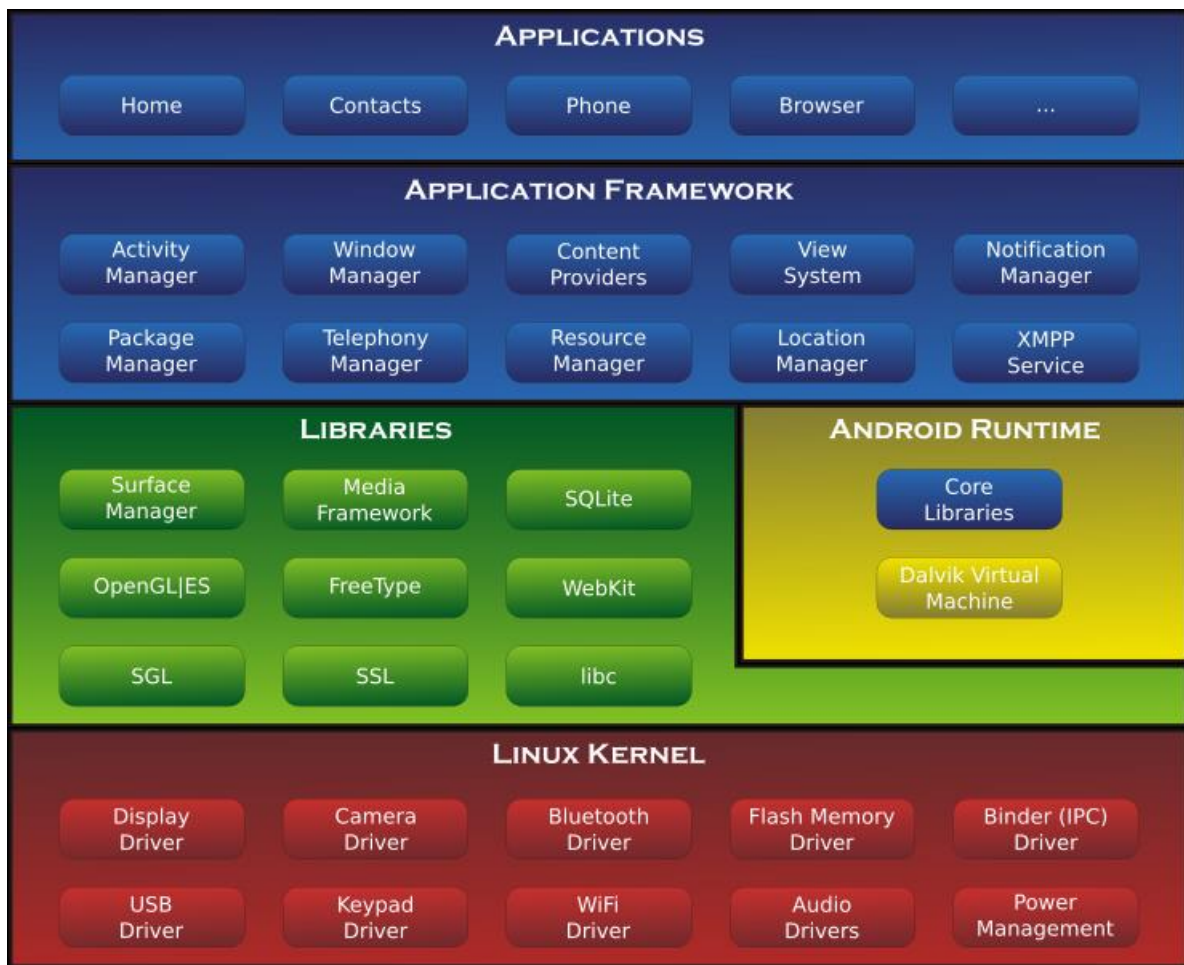 APPLICATIONS
Home
Contacts
Phone
Browser
...
APPLICATION FRAMEWORK
Activity
Manager
Window
Manager
Content
Providers
View
System
Notification
Manager
Package
Manager
Telephony
Manager
Resource
Manager
Location
Manager
XMPP
Service
LIBRARIES
Surface
Manager
Media
Framework
SQLite
OpenGL|ES
FreeType
WebKit
SGL
SSL
libc
ANDROID RUNTIME
Core
Libraries
Dalvik Virtual
Machine
LINUX KERNEL
Display
Driver
Camera
Driver
Bluetooth
Driver
Flash Memory
Driver
Binder (IPC)
Driver
USB
Driver
Keypad
Driver
WiFi
Driver
Audio
Drivers
Power
Management